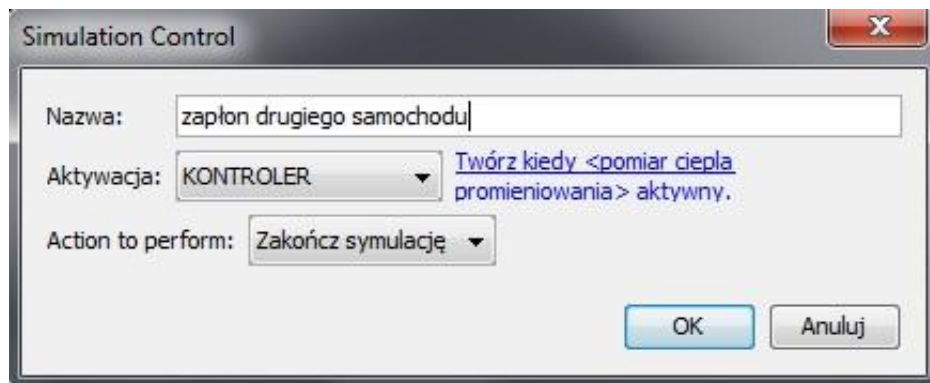 Simulation Control
Nazwa: zapłon drugiego samochodu
Aktywacja: KONTROLER Twórz kiedy <pomiar ciepla
promieniowania> aktywny.
Action to perform: Zakończ symulację
OK Anuluj